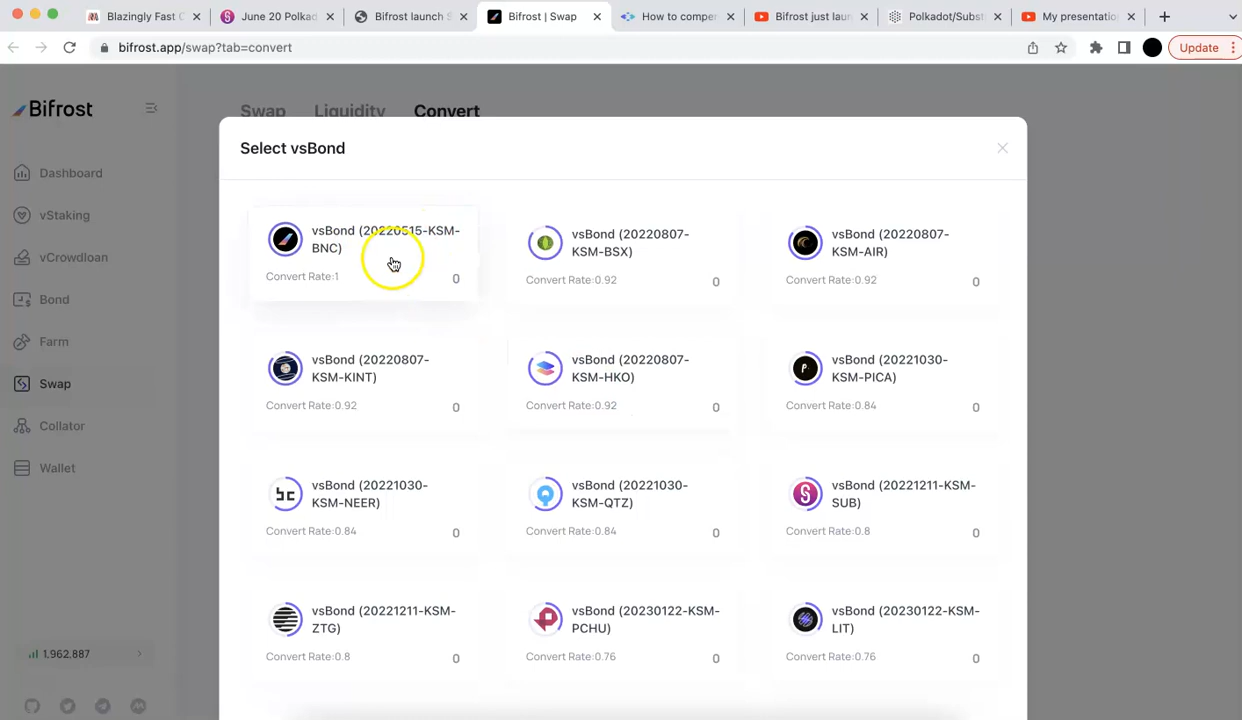 Blazingly Fast C
June 20 Polkad
Bifrost launch S
Bifrost | Swap
How to comper
Bifrost just laun
Polkadot/Subst
My presentatio
bifrost.app/swap?tab=convert
Update
Bifrost
Swap
Liquidity
Convert
Select vsBond
Dashboard
vStaking
vCrowdloan
Bond
Farm
Swap
Collator
Wallet
1,962,887
vsBond (20220515-KSM-
BNC)
Convert Rate:1
0
vsBond (20220807-
KSM-BSX)
Convert Rate:0.92
0
vsBond (20220807-
KSM-AIR)
Convert Rate:0.92
0
vsBond (20220807-
KSM-KINT)
Convert Rate:0.92
0
vsBond (20220807-
KSM-HKO)
Convert Rate:0.92
0
vsBond (20221030-
KSM-PICA)
Convert Rate:0.84
0
bc
vsBond (20221030-
KSM-NEER)
Convert Rate:0.84
0
vsBond (20221030-
KSM-QTZ)
Convert Rate:0.84
0
vsBond (20221211-KSM-
SUB)
Convert Rate:0.8
0
vsBond (20221211-KSM-
ZTG)
Convert Rate:0.8
0
vsBond (20230122-KSM-
PCHU)
Convert Rate:0.76
0
vsBond (20230122-KSM-
LIT)
Convert Rate:0.76
0